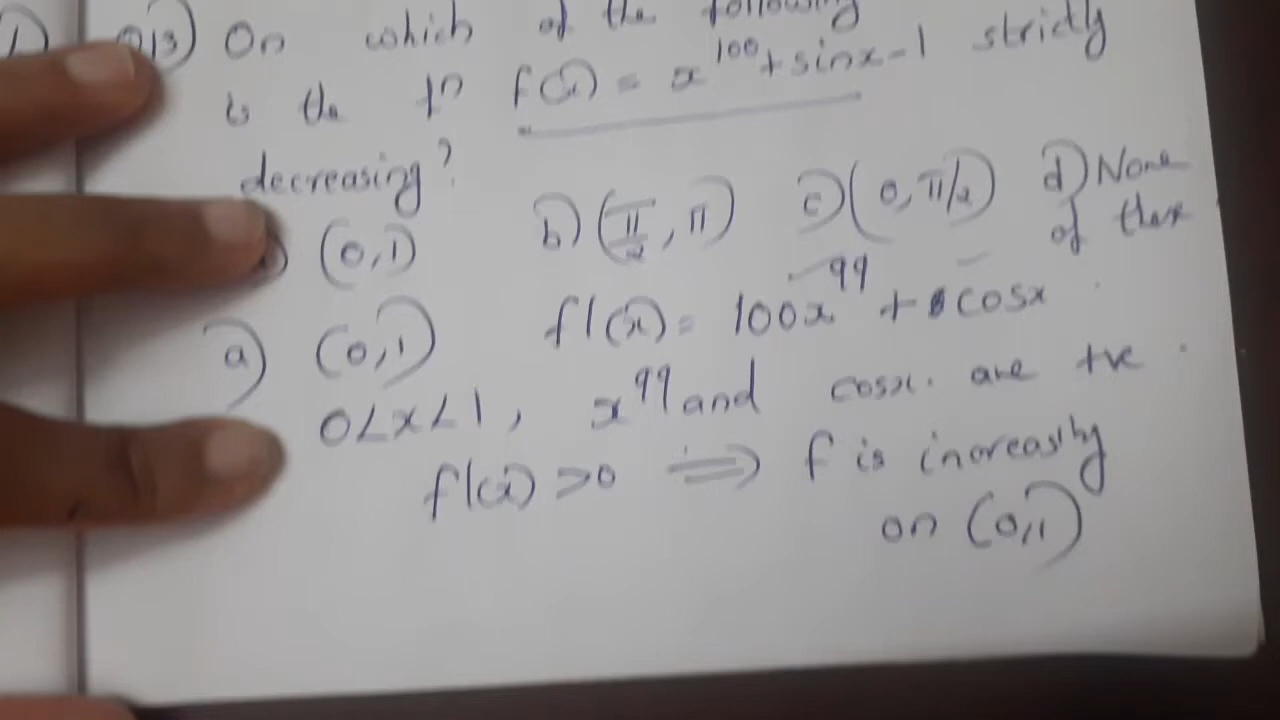 Q13) On which of the following
is the fn f(x) = x^100 + sinx-1 strictly
decreasing?
(0,1) b) (π/2, π) c) (0, π/2) d) None of these
f'(x) = 100x^99 + cosx
a) (0,1)
0<x<1, x^99 and cosx. are +ve
f'(x) >0 ⟹ f is increasing
on (0,1)